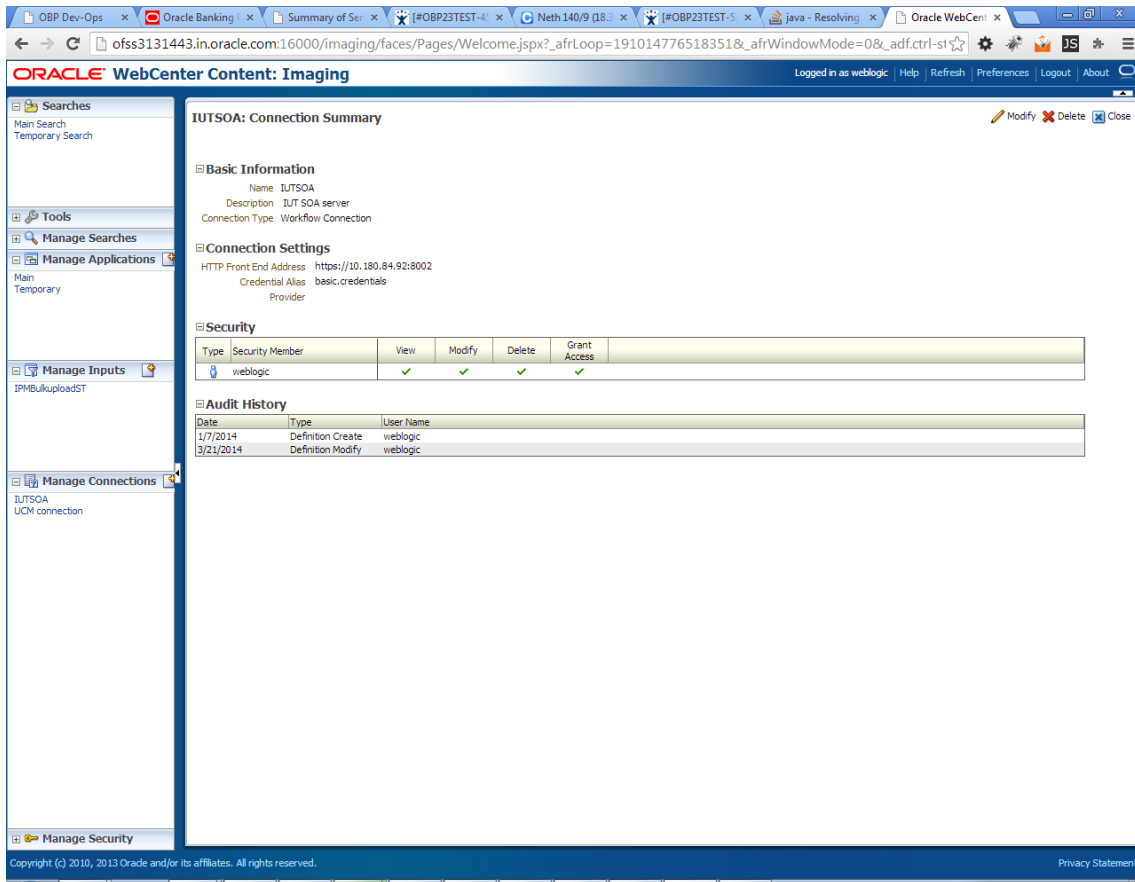 OBP Dev-Ops
Oracle Banking
Summary of Ser
[#OBP23TEST-4
Neth 140/9 (18.3
[#OBP23TEST-5
java - Resolving
Oracle WebCent
ofss3131443.in.oracle.com:16000/imaging/faces/Pages/Welcome.jspx?_afrLoop=191014776518351&_afrWindowMode=0&_adf.ctrl-st
JS
ORACLE WebCenter Content: Imaging
Logged in as weblogic Help Refresh Preferences Logout About
Searches
Main Search
Temporary Search
Tools
Manage Searches
Manage Applications
Main
Temporary
Manage Inputs
IPMBulkuploadST
Manage Connections
IUTSOA
UCM connection
Manage Security
IUTSOA: Connection Summary
Modify Delete Close
Basic Information
Name IUTSOA
Description IUT SOA server
Connection Type Workflow Connection
Connection Settings
HTTP Front End Address https://10.180.84.92:8002
Credential Alias basic.credentials
Provider
Security
Type Security Member View Modify Delete Grant Access
weblogic
Audit History
Date Type User Name
1/7/2014 Definition Create weblogic
3/21/2014 Definition Modify weblogic
Copyright (c) 2010, 2013 Oracle and/or its affiliates. All rights reserved.
Privacy Statement